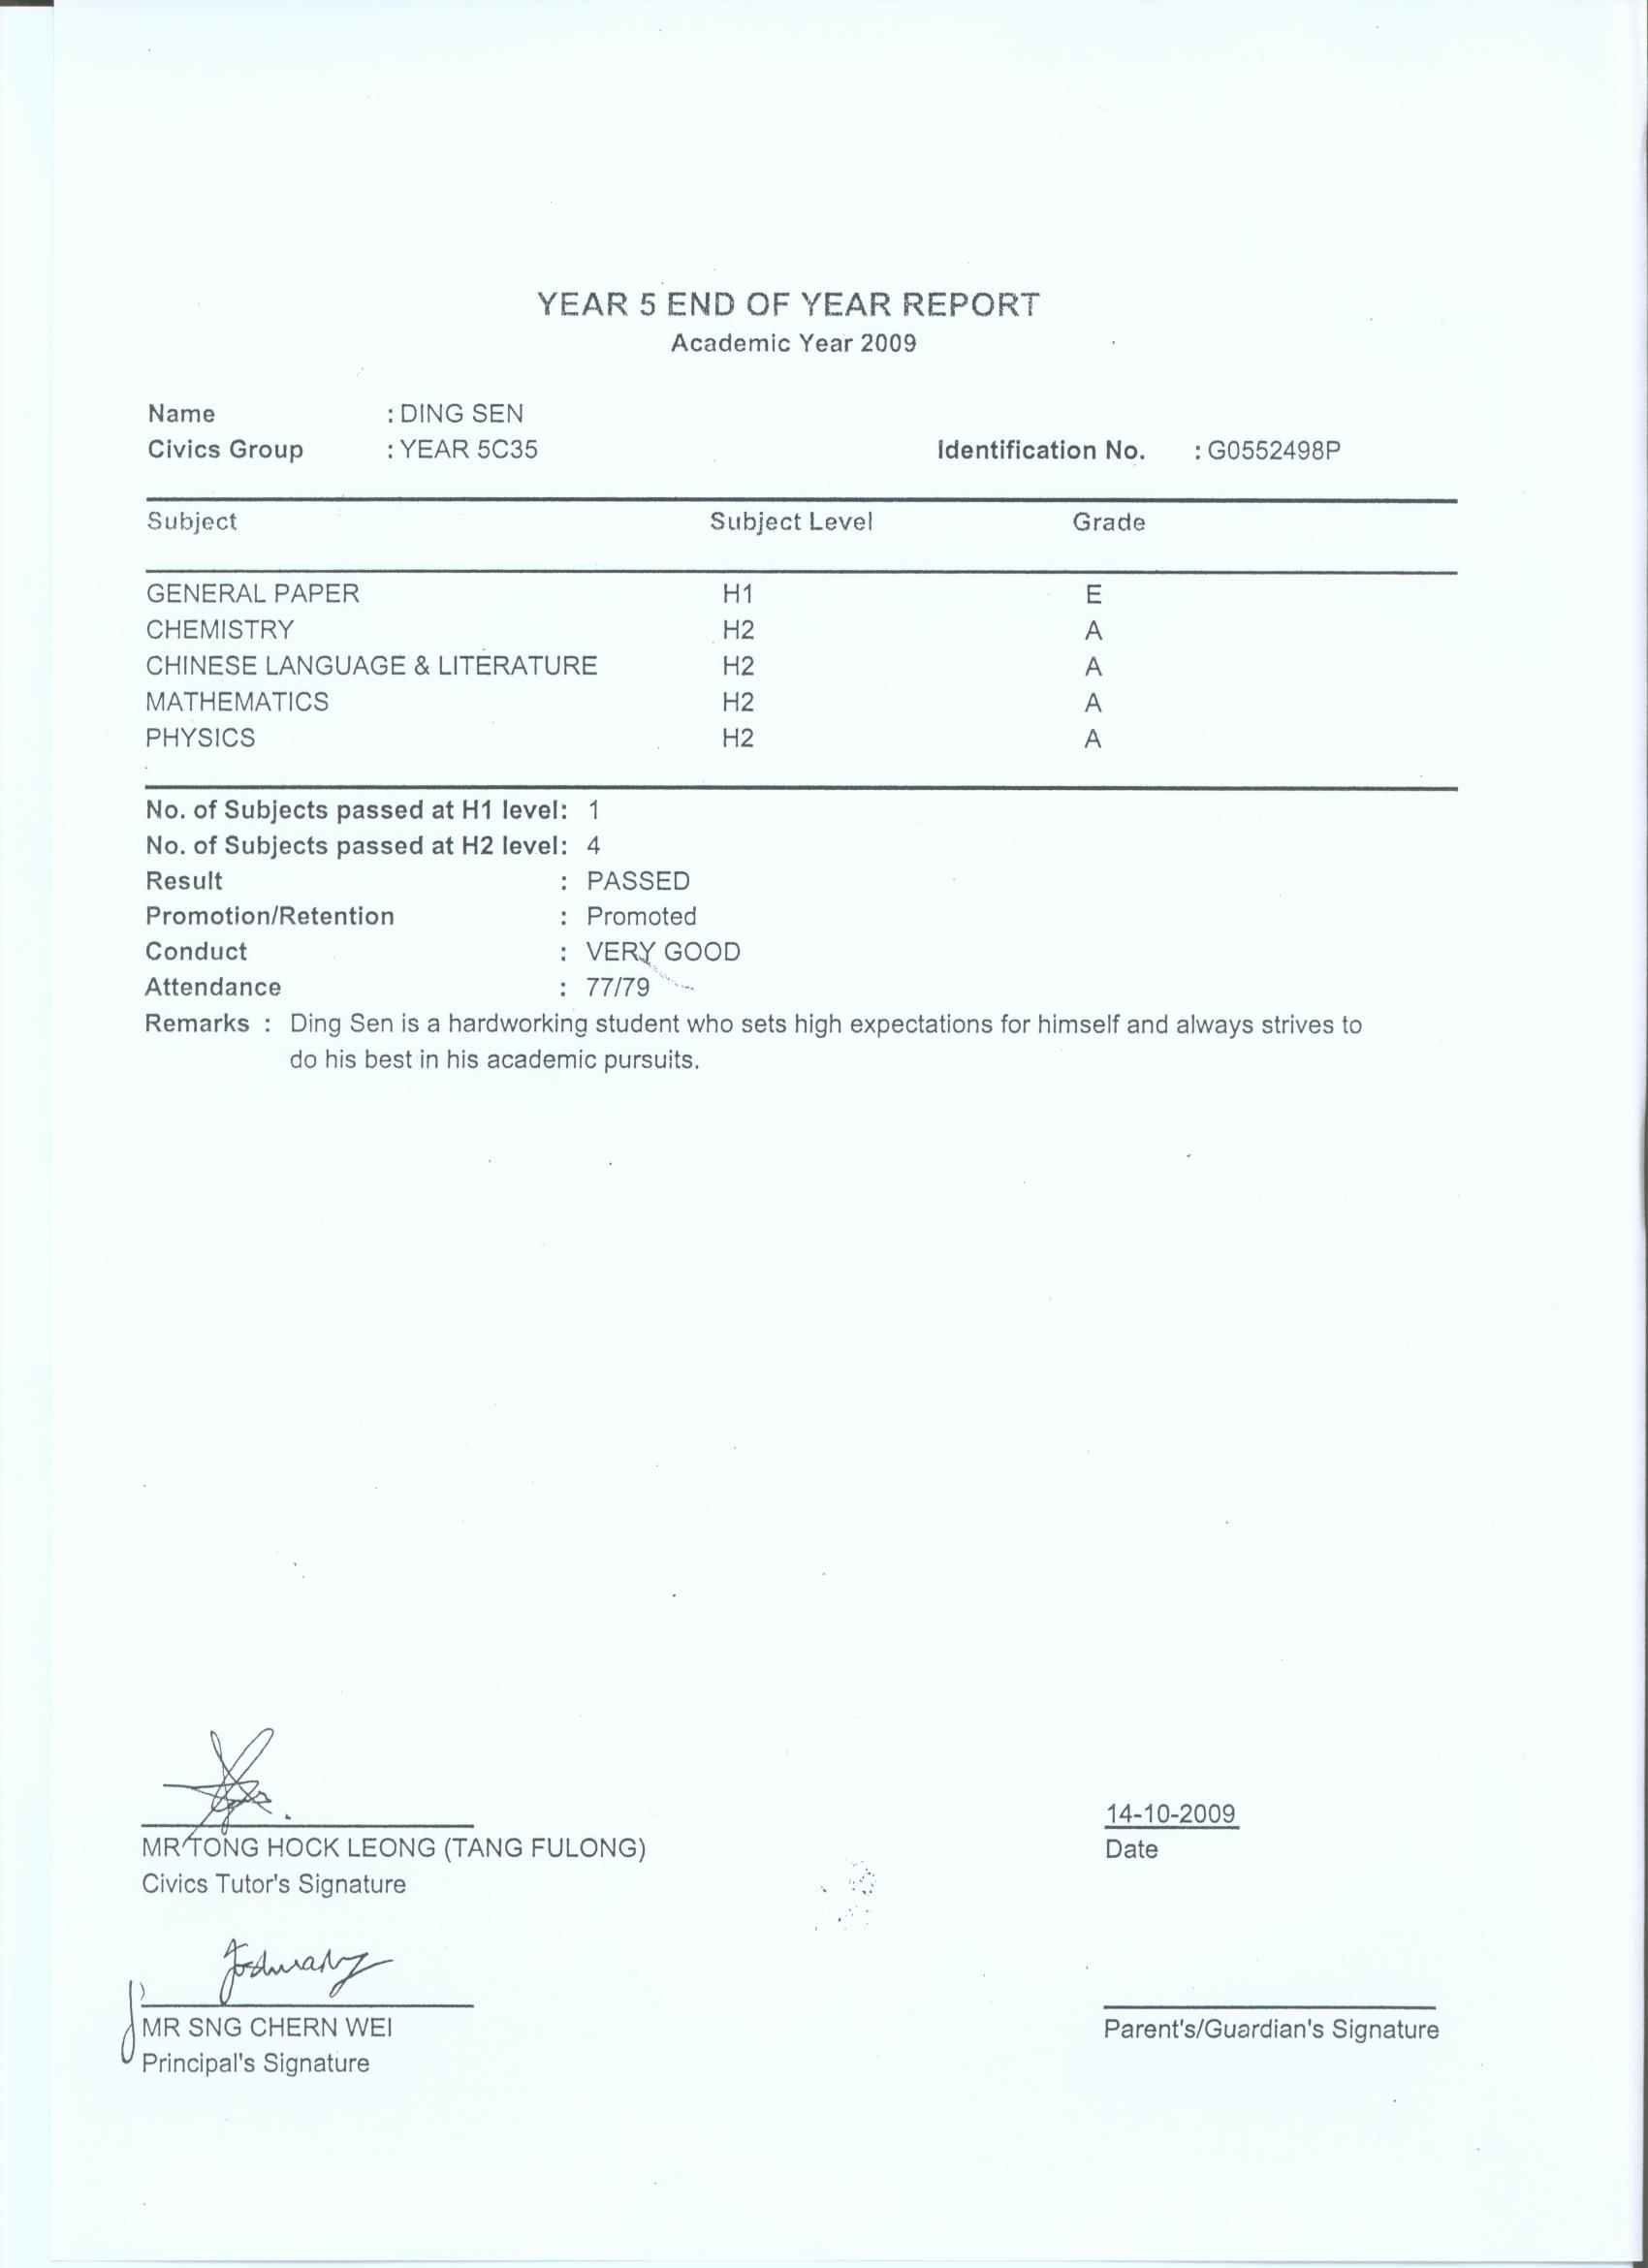 YEAR 5 END OF YEAR REPORT
Academic Year 2009
Name : DING SEN
Civics Group : YEAR 5C35 Identification No. : G0552498P
Subject Subject Level Grade
GENERAL PAPER H1 E
CHEMISTRY H2 A
CHINESE LANGUAGE & LITERATURE H2 A
MATHEMATICS H2 A
PHYSICS H2 A
No. of Subjects passed at H1 level: 1
No. of Subjects passed at H2 level: 4
Result : PASSED
Promotion/Retention : Promoted
Conduct : VERY GOOD
Attendance : 77/79
Remarks : Ding Sen is a hardworking student who sets high expectations for himself and always strives to
do his best in his academic pursuits.
14-10-2009
MR TONG HOCK LEONG (TANG FULONG) Date
Civics Tutor's Signature
MR SNG CHERN WEI Parent's/Guardian's Signature
Principal's Signature